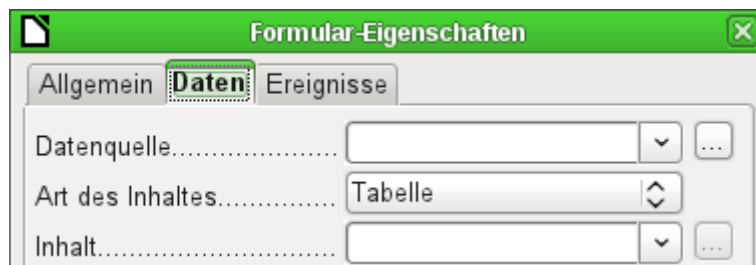 Formular-Eigenschaften
Allgemein Daten Ereignisse
Datenquelle..................... ...
Art des Inhaltes............... Tabelle
Inhalt............................. ...